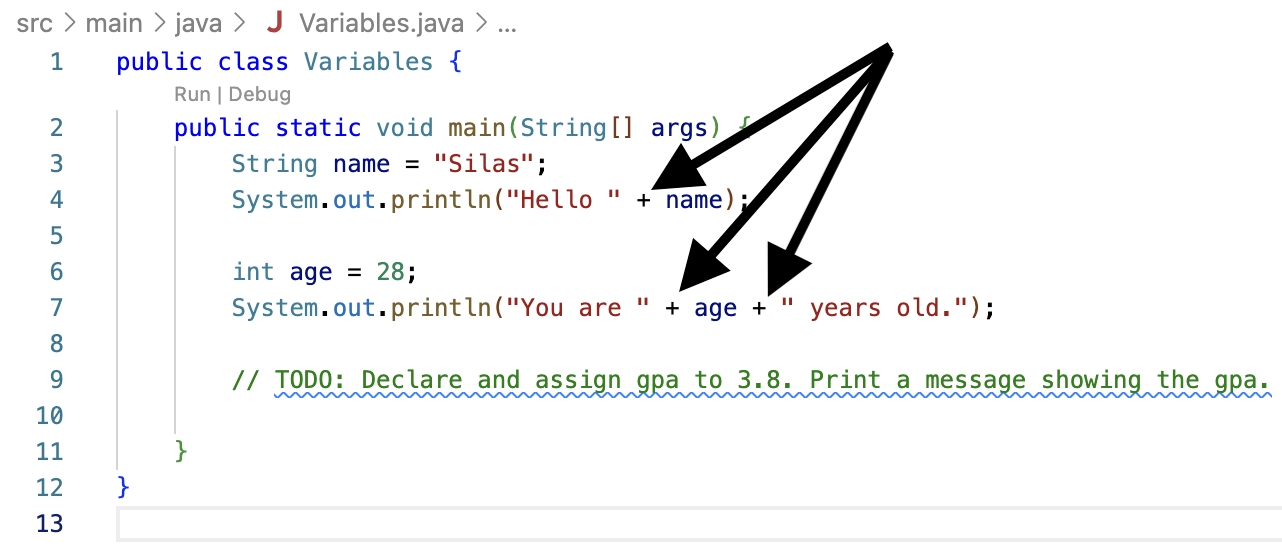 src > main > java > J Variables.java > ...
1 public class Variables {
Run | Debug
2 public static void main(String[] args) {
3 String name = "Silas";
4 System.out.println("Hello " + name);
5
6 int age = 28;
7 System.out.println("You are " + age + " years old.");
8
9 // TODO: Declare and assign gpa to 3.8. Print a message showing the gpa.
10
11 }
12 }
13